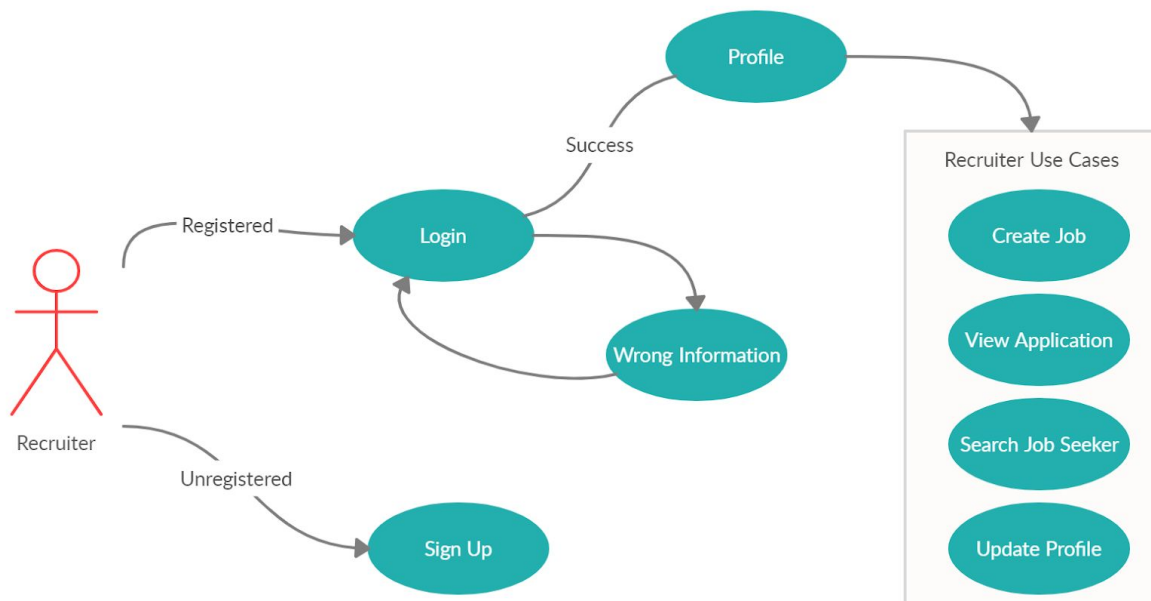 Profile
Success
Recruiter Use Cases
Registered
Login
Create Job
View Application
Wrong Information
Recruiter
Search Job Seeker
Unregistered
Sign Up
Update Profile